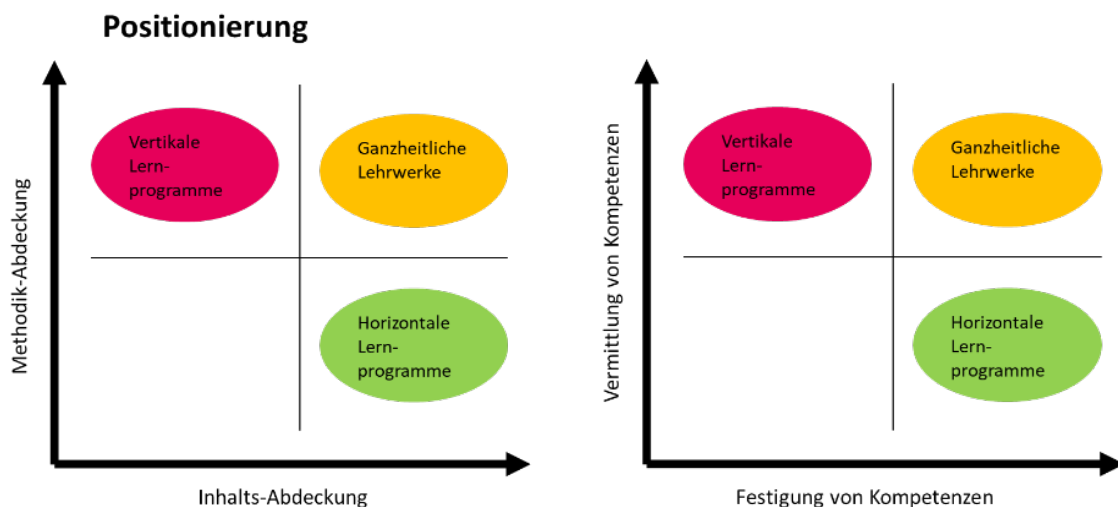 Positionierung
Methodik-Abdeckung
Vertikale
Lern-
programme
Ganzheitliche
Lehrwerke
Horizontale
Lern-
programme
Inhalts-Abdeckung
Vermittlung von Kompetenzen
Vertikale
Lern-
programme
Ganzheitliche
Lehrwerke
Horizontale
Lern-
programme
Festigung von Kompetenzen